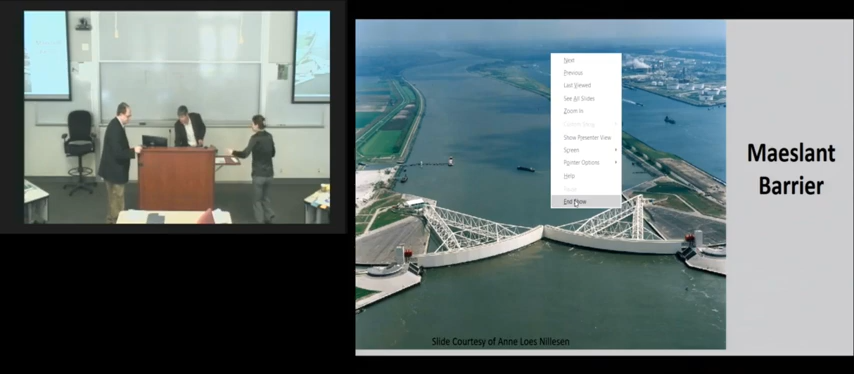 Next
Previous
Last Viewed
See All Slides
Zoom In
Show Presenter View
Screen
Pointer Options
Help
End Show
Maeslant
Barrier
Slide Courtesy of Anne Loes Nillesen